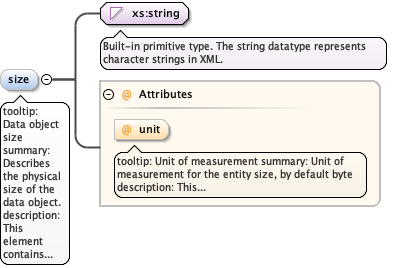 xs:string
Built-in primitive type. The string datatype represents
character strings in XML.
size
tooltip:
Data object
size
summary:
Describes
the physical
size of the
data object.
description:
This
element
contains...
@ Attributes
@ unit
tooltip: Unit of measurement summary: Unit of
measurement for the entity size, by default byte
description: This...